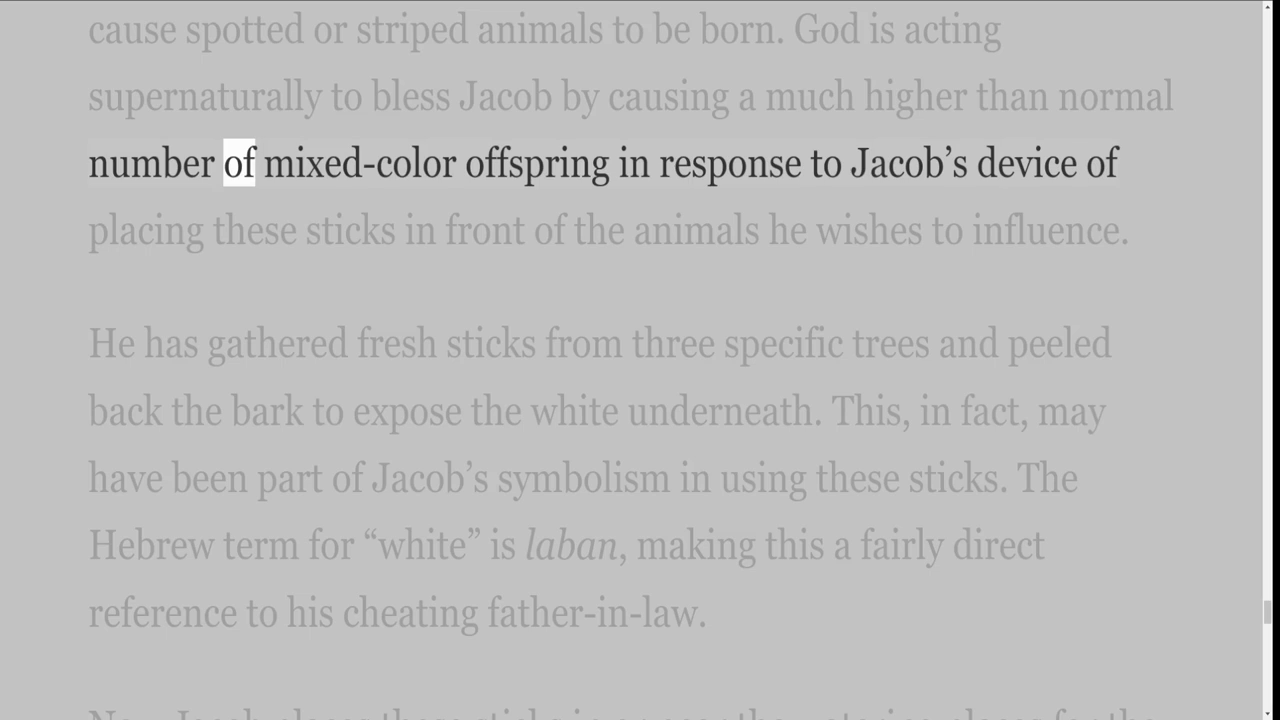 cause spotted or striped animals to be born. God is acting
supernaturally to bless Jacob by causing a much higher than normal
number of mixed-color offspring in response to Jacob’s device of
placing these sticks in front of the animals he wishes to influence.
He has gathered fresh sticks from three specific trees and peeled
back the bark to expose the white underneath. This, in fact, may
have been part of Jacob’s symbolism in using these sticks. The
Hebrew term for “white” is laban, making this a fairly direct
reference to his cheating father-in-law.